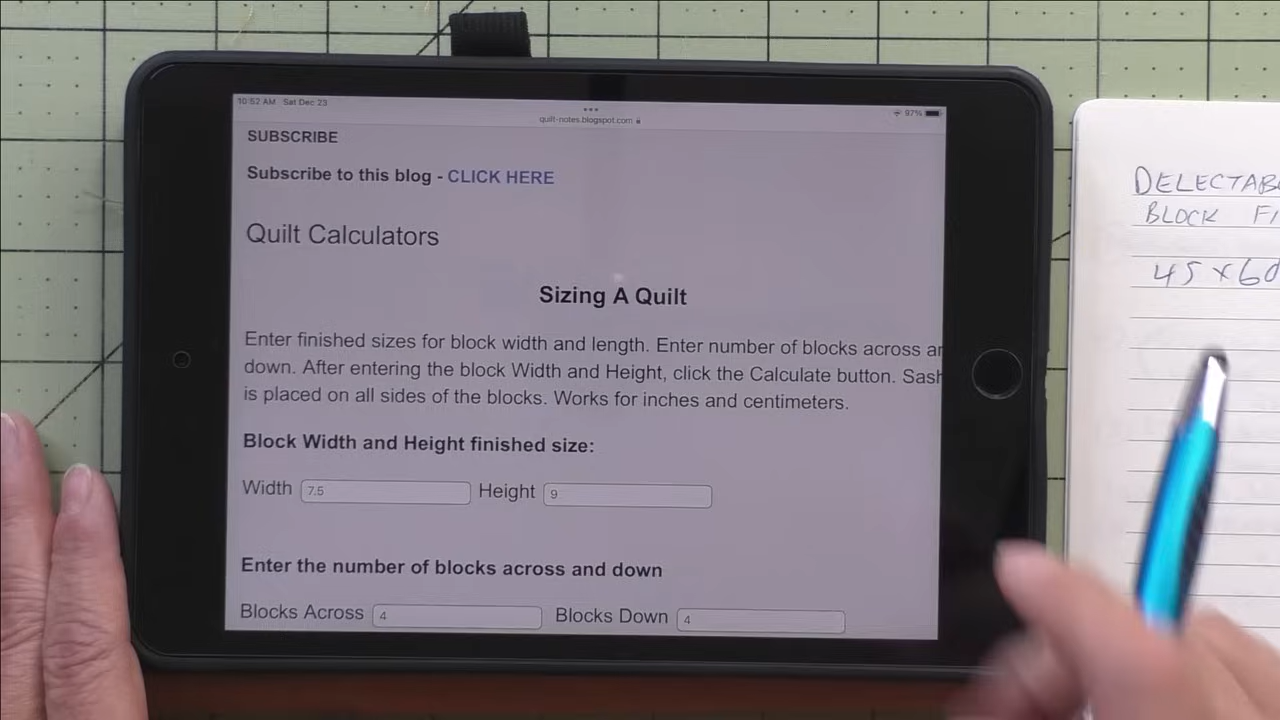 10:52 AM Sat Dec 23
quilt-notes.blogspot.com
97%
SUBSCRIBE
Subscribe to this blog - CLICK HERE
Quilt Calculators
Sizing A Quilt
Enter finished sizes for block width and length. Enter number of blocks across ar
down. After entering the block Width and Height, click the Calculate button. Sash
is placed on all sides of the blocks. Works for inches and centimeters.
Block Width and Height finished size:
Width 7.5 Height 9
Enter the number of blocks across and down
Blocks Across 4 Blocks Down 4
DELECTAB
BLOCK FI
45 x 60